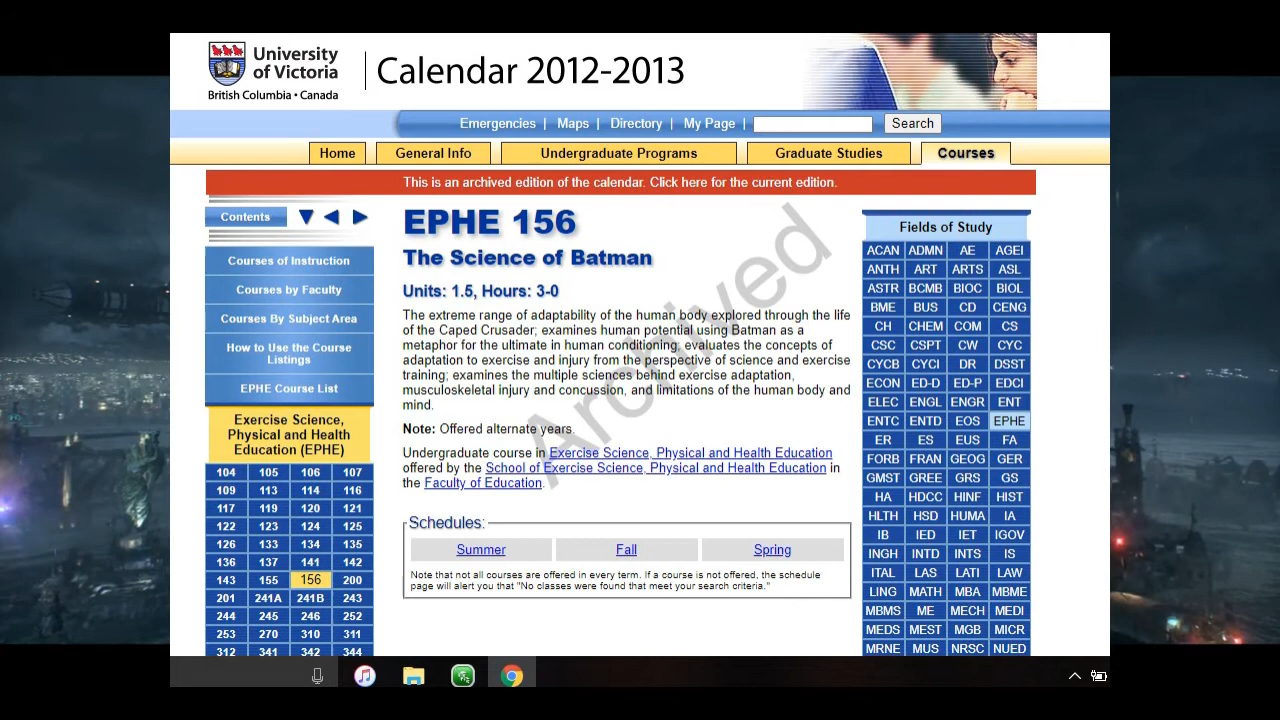 University
of Victoria
British Columbia • Canada
Calendar 2012-2013
Emergencies | Maps | Directory | My Page |
Search
Home
General Info
Undergraduate Programs
Graduate Studies
Courses
This is an archived edition of the calendar. Click here for the current edition.
Contents
Courses of Instruction
Courses by Faculty
Courses By Subject Area
How to Use the Course
Listings
EPHE Course List
Exercise Science,
Physical and Health
Education (EPHE)
104 105 106 107
109 113 114 116
117 119 120 121
122 123 124 125
126 133 134 135
136 137 141 142
143 155 156 200
201 241A 241B 243
244 245 246 252
253 270 310 311
312 341 342 344
EPHE 156
The Science of Batman
Units: 1.5, Hours: 3-0
The extreme range of adaptability of the human body explored through the life
of the Caped Crusader; examines human potential using Batman as a
metaphor for the ultimate in human conditioning; evaluates the concepts of
adaptation to exercise and injury from the perspective of science and exercise
training; examines the multiple sciences behind exercise adaptation,
musculoskeletal injury and concussion, and limitations of the human body and
mind.
Note: Offered alternate years.
Undergraduate course in Exercise Science, Physical and Health Education
offered by the School of Exercise Science, Physical and Health Education in
the Faculty of Education.
Archived
Schedules:
Summer
Fall
Spring
Note that not all courses are offered in every term. If a course is not offered, the schedule
page will alert you that "No classes were found that meet your search criteria."
Fields of Study
ACAN ADMN AE AGEI
ANTH ART ARTS ASL
ASTR BCMB BIOC BIOL
BME BUS CD CENG
CH CHEM COM CS
CSC CSPT CW CYC
CYCB CYCI DR DSST
ECON ED-D ED-P EDCI
ELEC ENGL ENGR ENT
ENTC ENTD EOS EPHE
ER ES EUS FA
FORB FRAN GEOG GER
GMST GREE GRS GS
HA HDCC HINF HIST
HLTH HSD HUMA IA
IB IED IET IGOV
INGH INTD INTS IS
ITAL LAS LATI LAW
LING MATH MBA MBME
MBMS ME MECH MEDI
MEDS MEST MGB MICR
MRNE MUS NRSC NUED